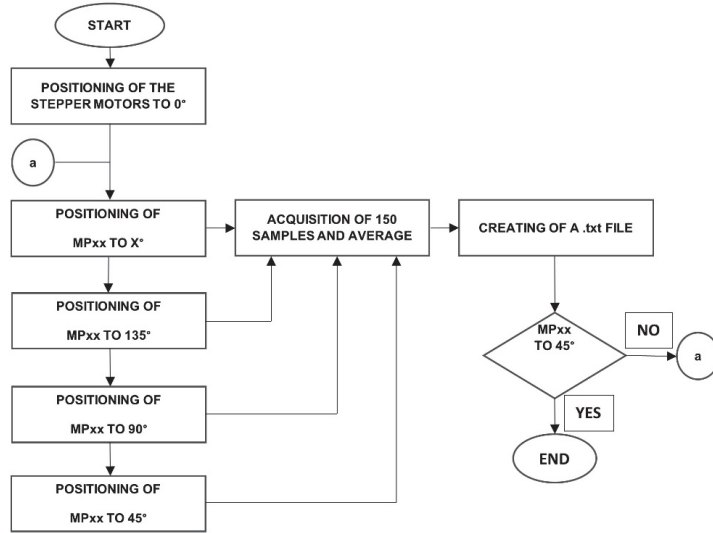 START
POSITIONING OF THE
STEPPER MOTORS TO 0°
a
POSITIONING OF
MPxx TO X°
ACQUISITION OF 150
SAMPLES AND AVERAGE
CREATING OF A .txt FILE
POSITIONING OF
MPxx TO 135°
MPxx
TO 45°
NO
a
POSITIONING OF
MPxx TO 90°
YES
END
POSITIONING OF
MPxx TO 45°